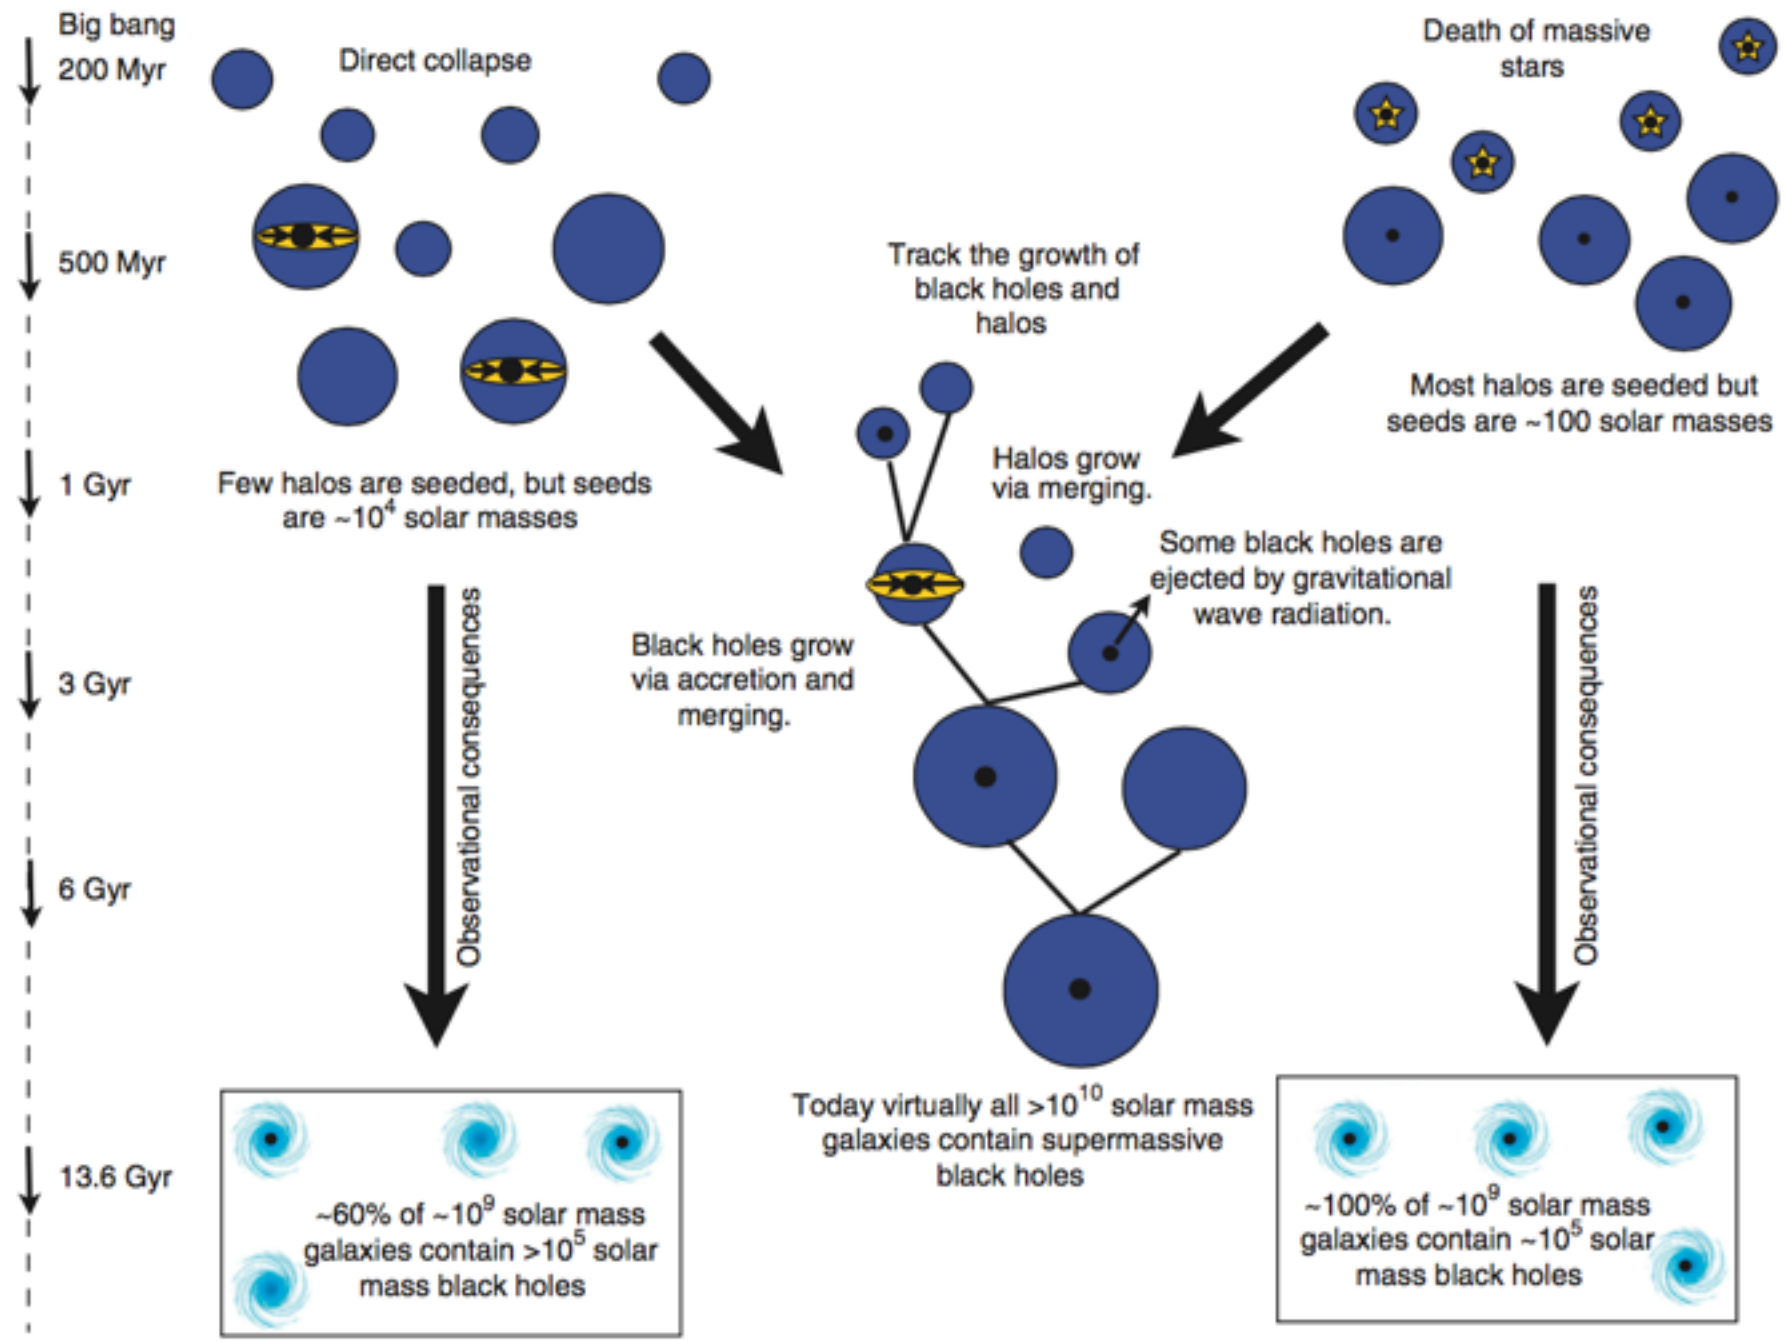 Big bang
200 Myr
500 Myr
1 Gyr
3 Gyr
6 Gyr
13.6 Gyr
Direct collapse
Few halos are seeded, but seeds
are ~10⁴ solar masses
Observational consequences
~60% of ~10⁹ solar mass
galaxies contain >10⁵ solar
mass black holes
Track the growth of
black holes and
halos
Halos grow
via merging.
Some black holes are
ejected by gravitational
wave radiation.
Black holes grow
via accretion and
merging.
Today virtually all >10¹⁰ solar mass
galaxies contain supermassive
black holes
Death of massive
stars
Most halos are seeded but
seeds are ~100 solar masses
Observational consequences
~100% of ~10⁹ solar mass
galaxies contain ~10⁵ solar
mass black holes